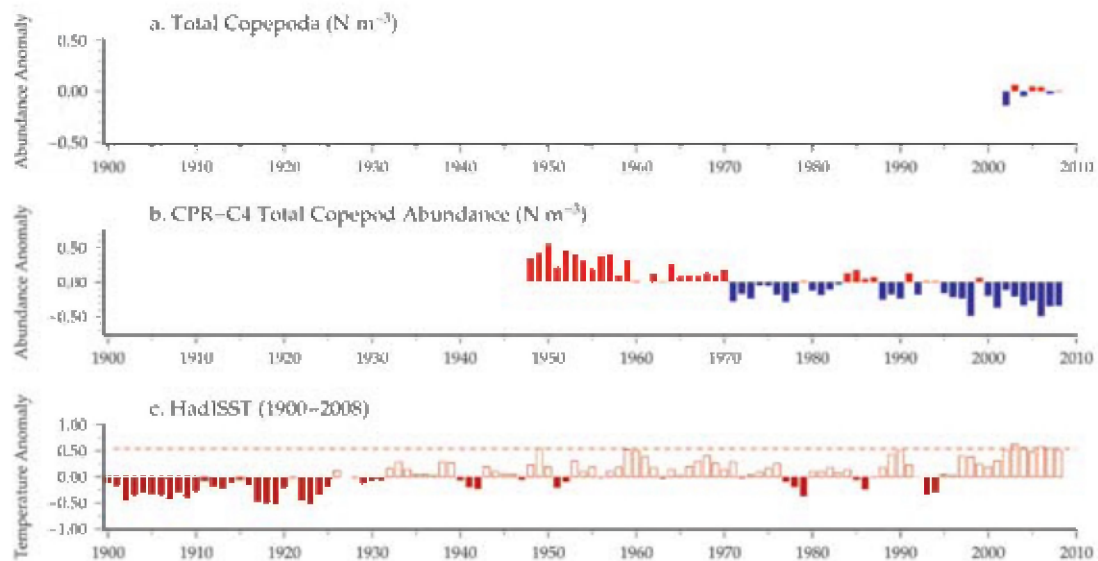 a. Total Copepoda (N m⁻³)
Abundance Anomaly
0.50
0.00
-0.50
1900 1910 1920 1930 1940 1950 1960 1970 1980 1990 2000 2010
b. CPR-C4 Total Copepod Abundance (N m⁻³)
Abundance Anomaly
0.50
0.00
-0.50
1900 1910 1920 1930 1940 1950 1960 1970 1980 1990 2000 2010
c. HadISST (1900-2008)
Temperature Anomaly
1.00
0.50
0.00
-0.50
-1.00
1900 1910 1920 1930 1940 1950 1960 1970 1980 1990 2000 2010